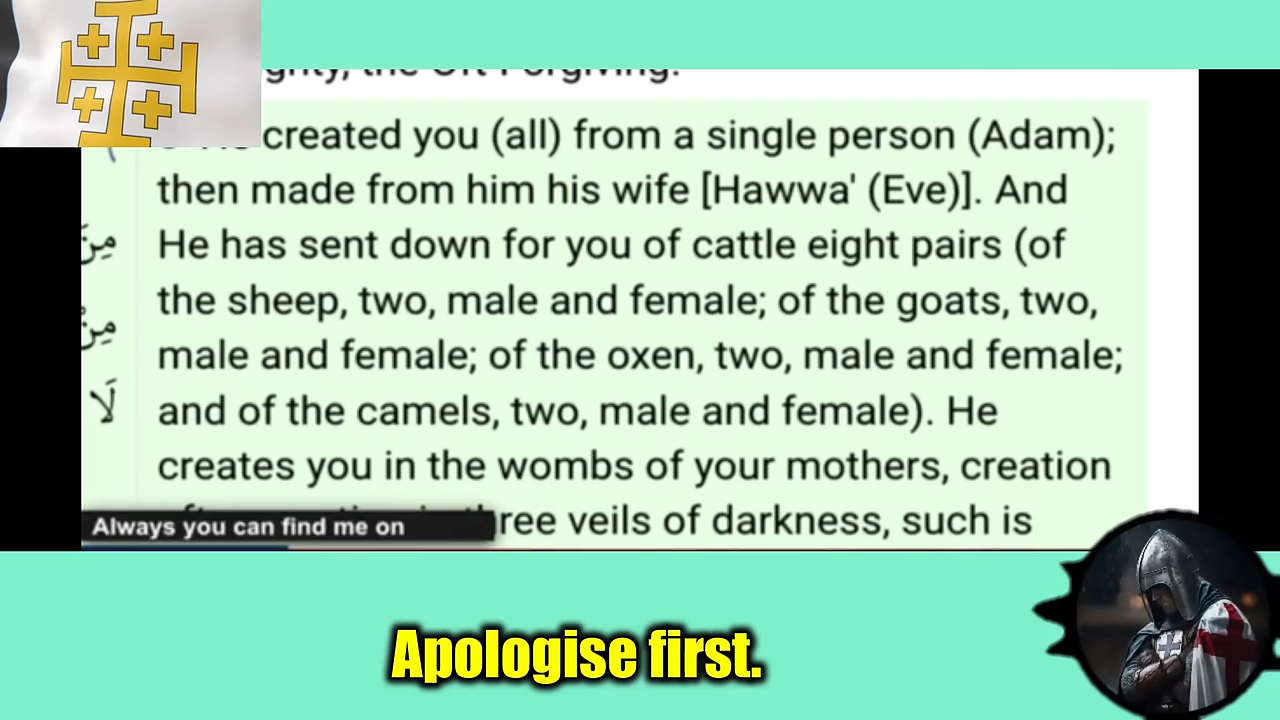 the Oft-Forgiving.
created you (all) from a single person (Adam);
then made from him his wife [Hawwa' (Eve)]. And
مِنَ
He has sent down for you of cattle eight pairs (of
the sheep, two, male and female; of the goats, two,
مِنْ
male and female; of the oxen, two, male and female;
لَا
and of the camels, two, male and female). He
creates you in the wombs of your mothers, creation
three veils of darkness, such is
Always you can find me on
Apologise first.